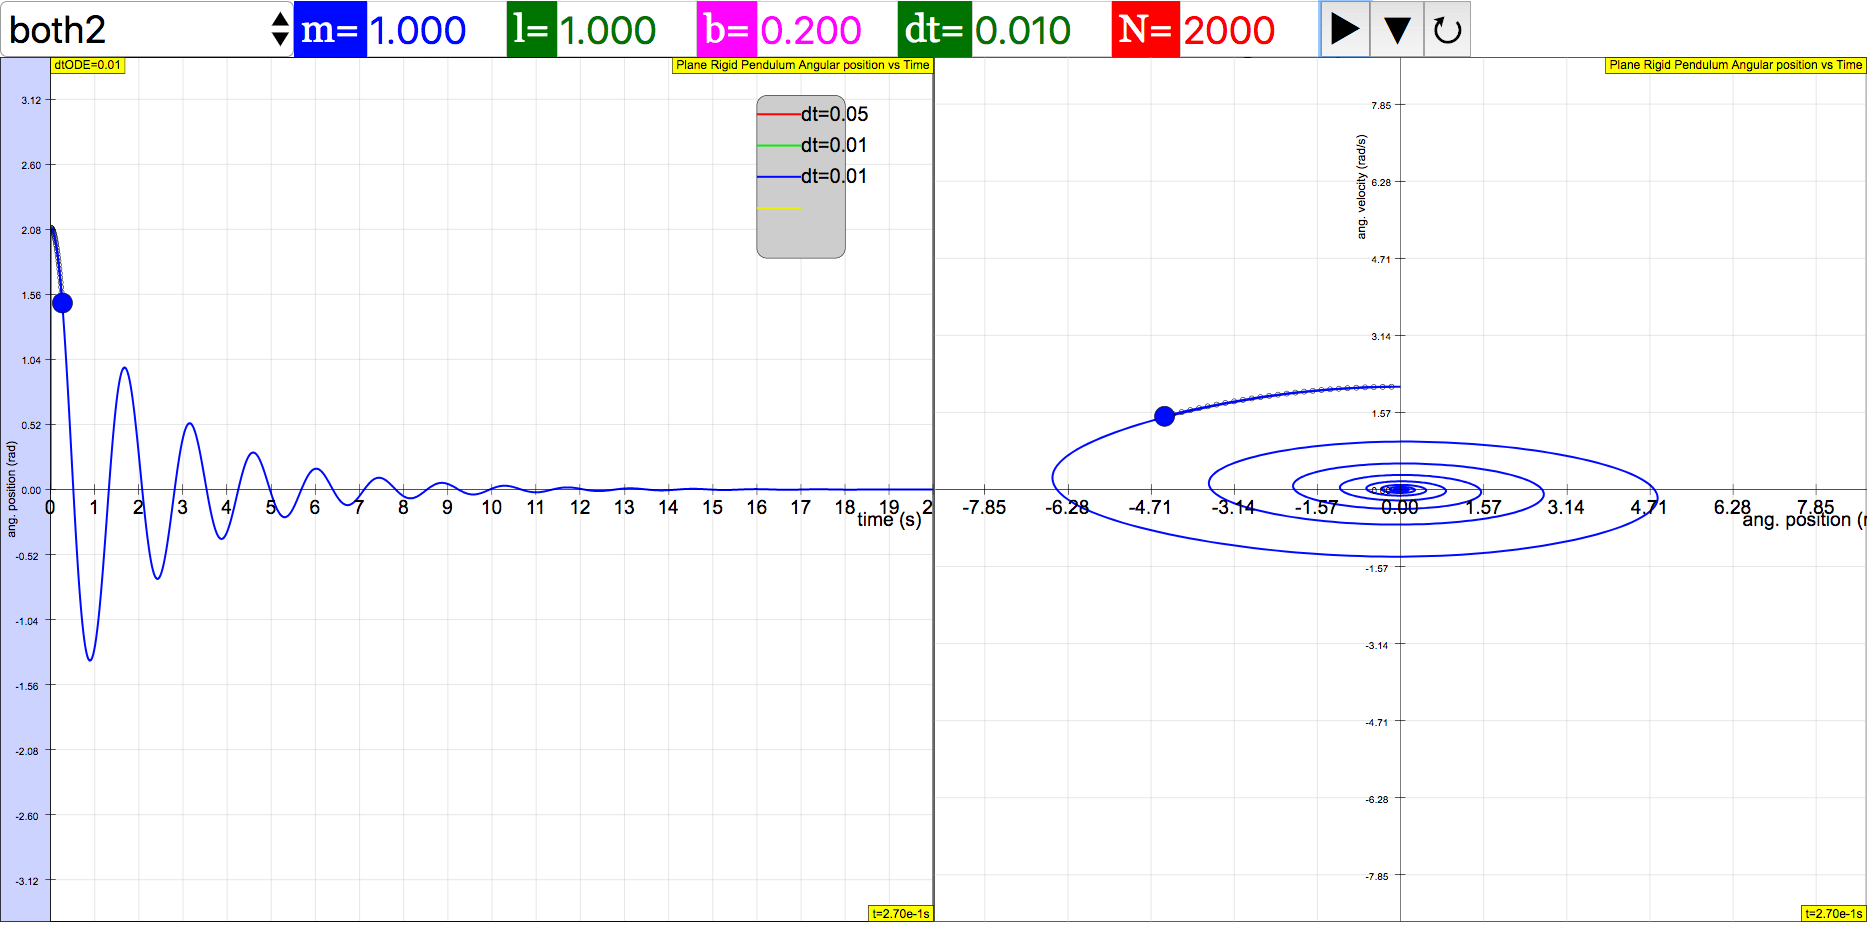 both2 m= 1.000 l= 1.000 b= 0.200 dt= 0.010 N= 2000
dtODE=0.01
Plane Rigid Pendulum Angular position vs Time
dt=0.05
dt=0.01
dt=0.01
3.12
2.60
2.08
1.56
1.04
0.52
0.00
-0.52
-1.04
-1.56
-2.08
-2.60
-3.12
ang. position (rad)
0 1 2 3 4 5 6 7 8 9 10 11 12 13 14 15 16 17 18 19 2
time (s)
t=2.70e-1s
Plane Rigid Pendulum Angular position vs Time
ang. velocity (rad/s)
7.85
6.28
4.71
3.14
1.57
-1.57
-3.14
-4.71
-6.28
-7.85
-7.85 -6.28 -4.71 -3.14 -1.57 0.00 1.57 3.14 4.71 6.28 7.85
ang. position (r
t=2.70e-1s